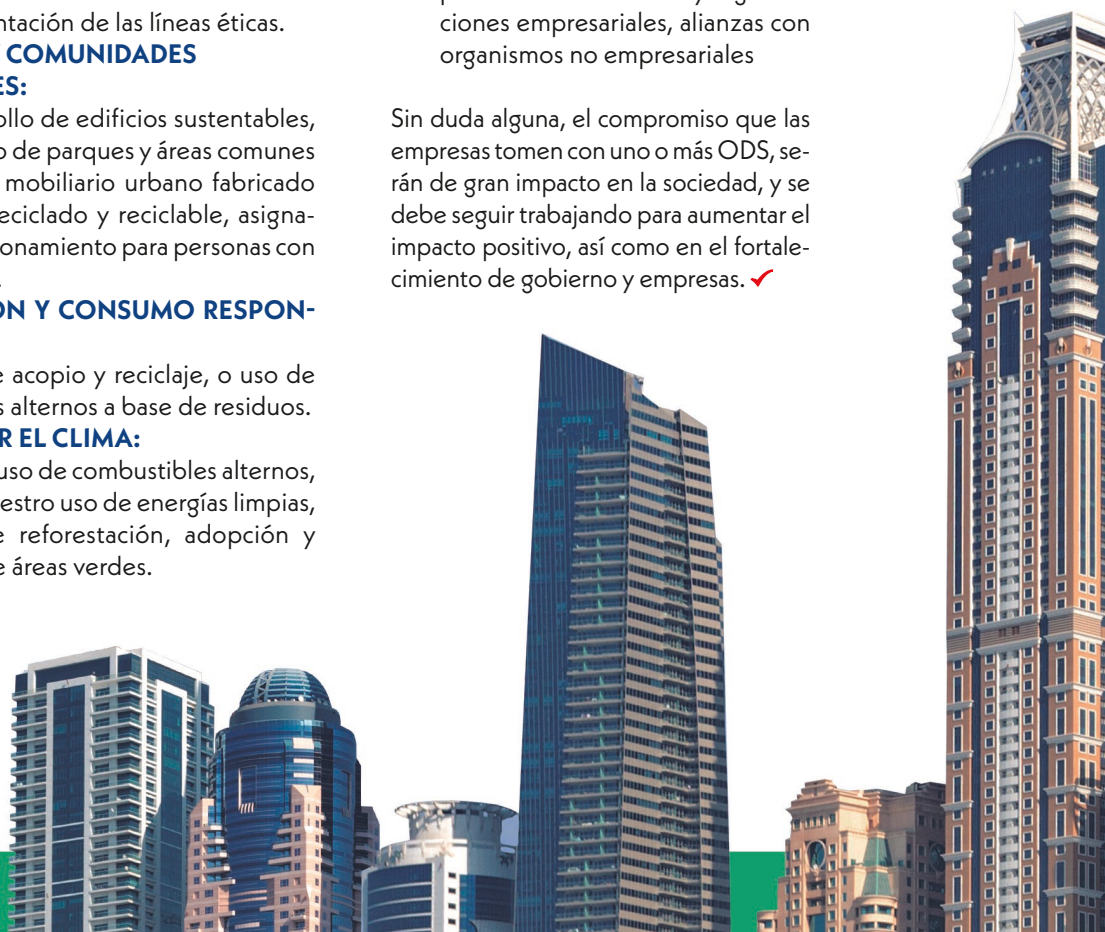 ntación de las líneas éticas.
Y COMUNIDADES
ES:
ollo de edificios sustentables,
o de parques y áreas comunes
mobiliario urbano fabricado
eciclado y reciclable, asigna-
onamiento para personas con
ÓN Y CONSUMO RESPON-
e acopio y reciclaje, o uso de
s alternos a base de residuos.
R EL CLIMA:
uso de combustibles alternos,
estro uso de energías limpias,
e reforestación, adopción y
e áreas verdes.
ciones empresariales, alianzas con
organismos no empresariales
Sin duda alguna, el compromiso que las
empresas tomen con uno o más ODS, se-
rán de gran impacto en la sociedad, y se
debe seguir trabajando para aumentar el
impacto positivo, así como en el fortale-
cimiento de gobierno y empresas.